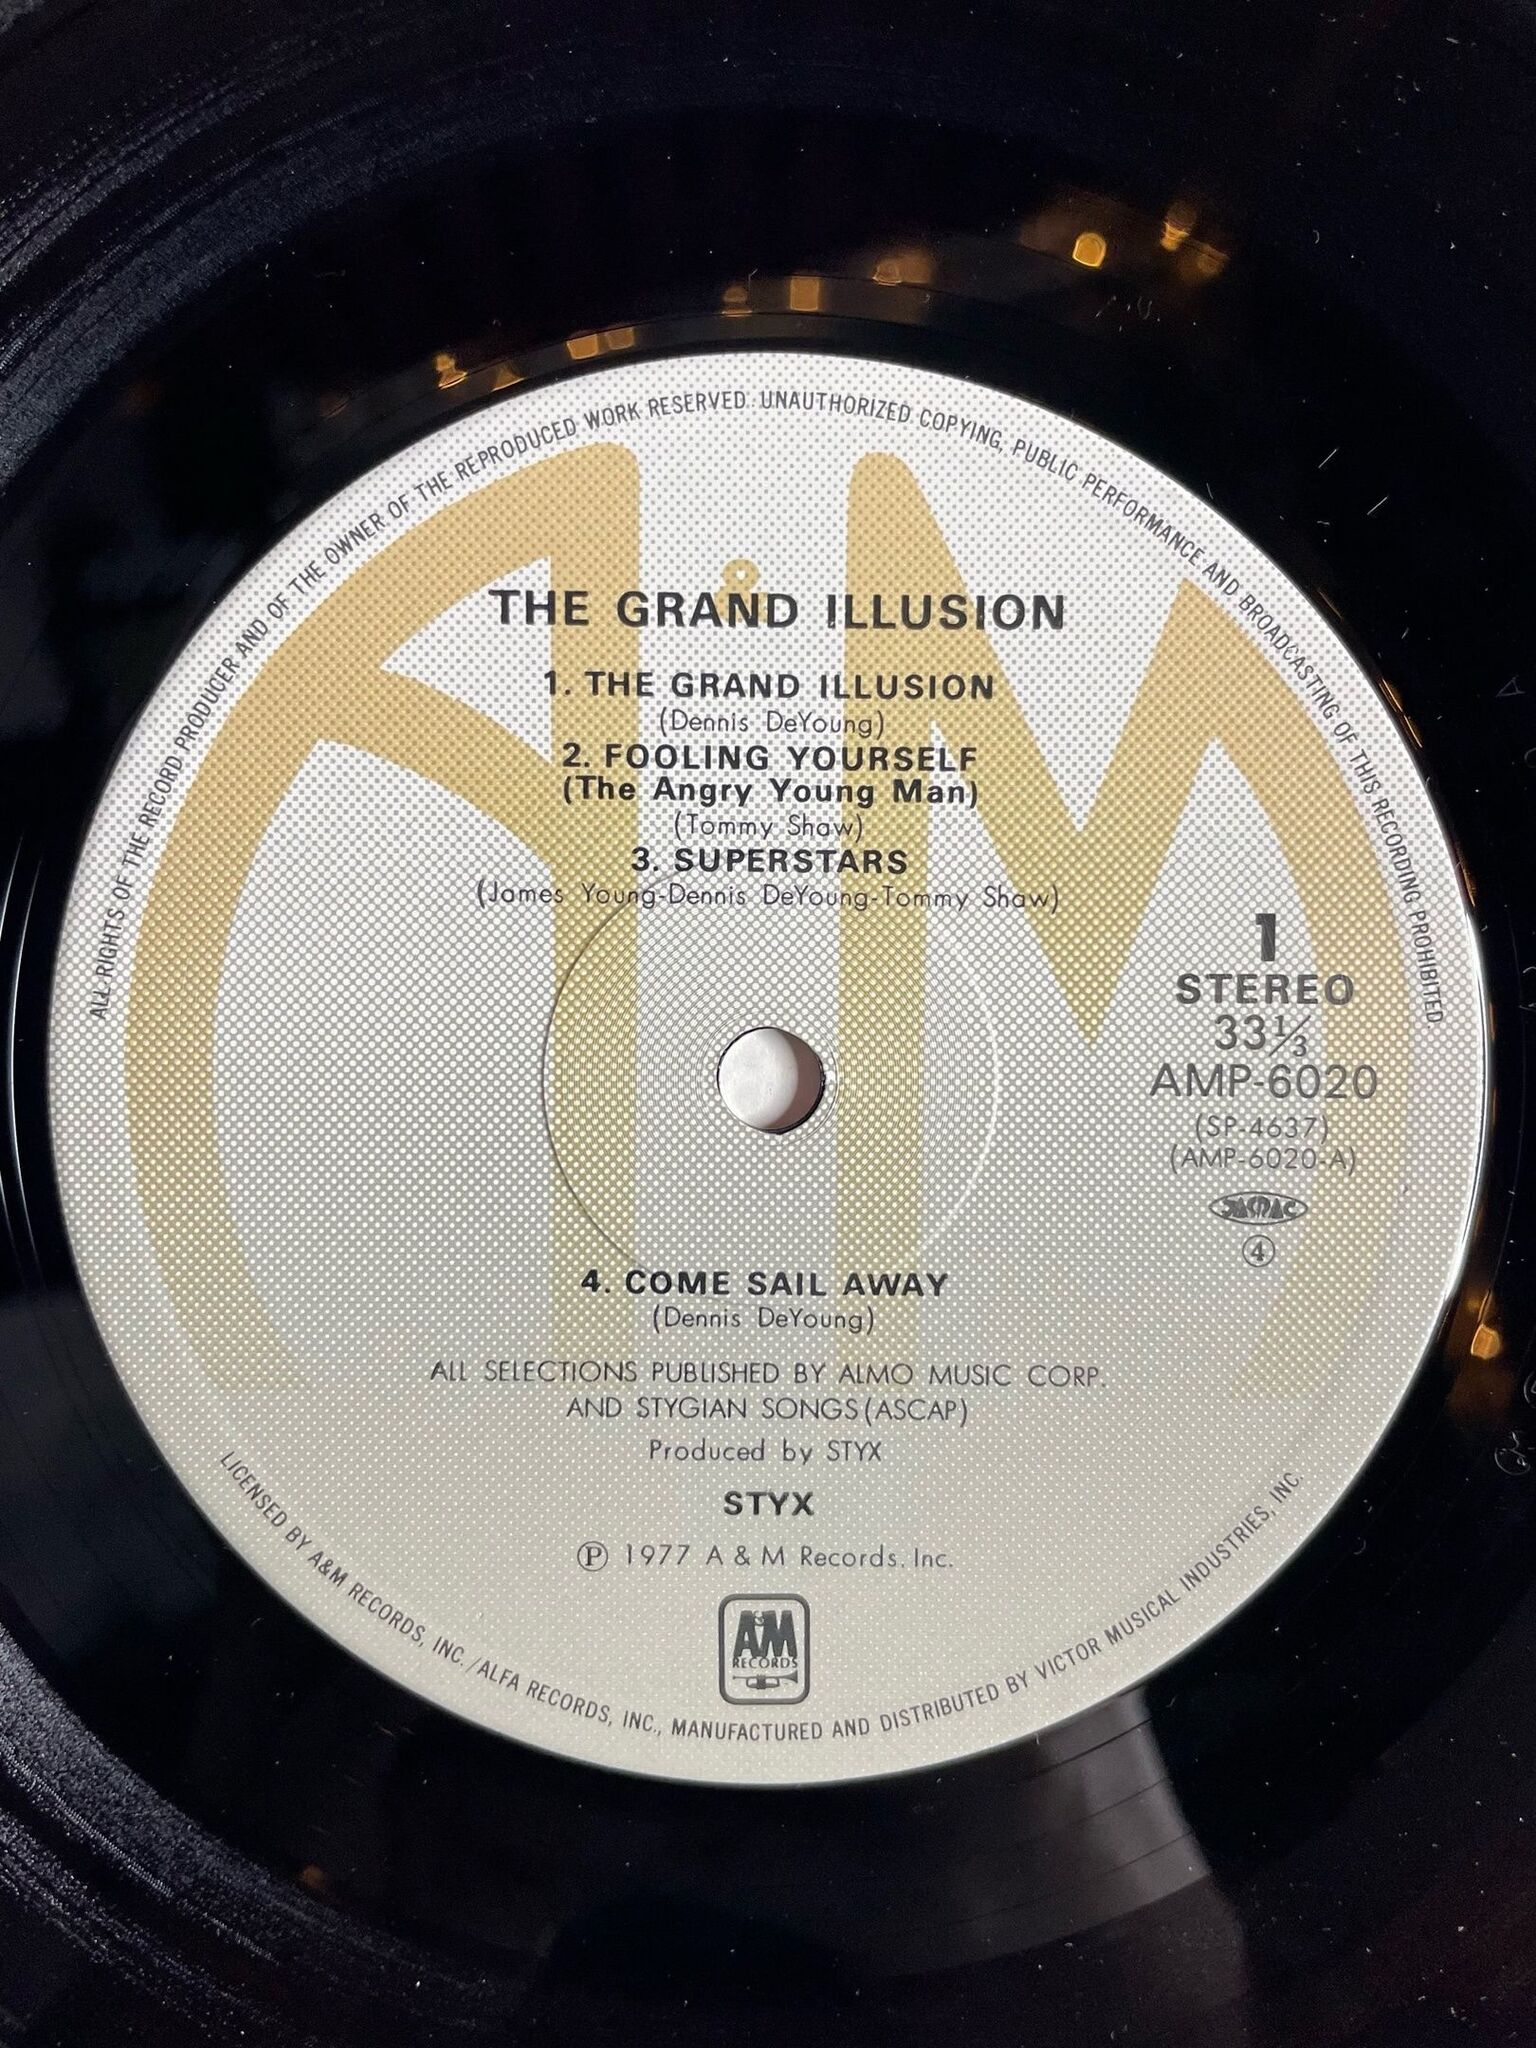 ALL RIGHTS OF THE RECORD PRODUCER AND OF THE OWNER OF THE REPRODUCED WORK RESERVED. UNAUTHORIZED COPYING, PUBLIC PERFORMANCE AND BROADCASTING OF THIS RECORDING PROHIBITED
A&M
THE GRAND ILLUSION
1. THE GRAND ILLUSION
(Dennis DeYoung)
2. FOOLING YOURSELF
(The Angry Young Man)
(Tommy Shaw)
3. SUPERSTARS
(James Young-Dennis DeYoung-Tommy Shaw)
1
STEREO
33⅓
AMP-6020
(SP-4637)
(AMP-6020-A)
JASRAC
④
4. COME SAIL AWAY
(Dennis DeYoung)
ALL SELECTIONS PUBLISHED BY ALMO MUSIC CORP.
AND STYGIAN SONGS(ASCAP)
Produced by STYX
STYX
Ⓟ 1977 A & M Records. Inc.
A&M
RECORDS
LICENSED BY A&M RECORDS, INC./ALFA RECORDS, INC., MANUFACTURED AND DISTRIBUTED BY VICTOR MUSICAL INDUSTRIES, INC.